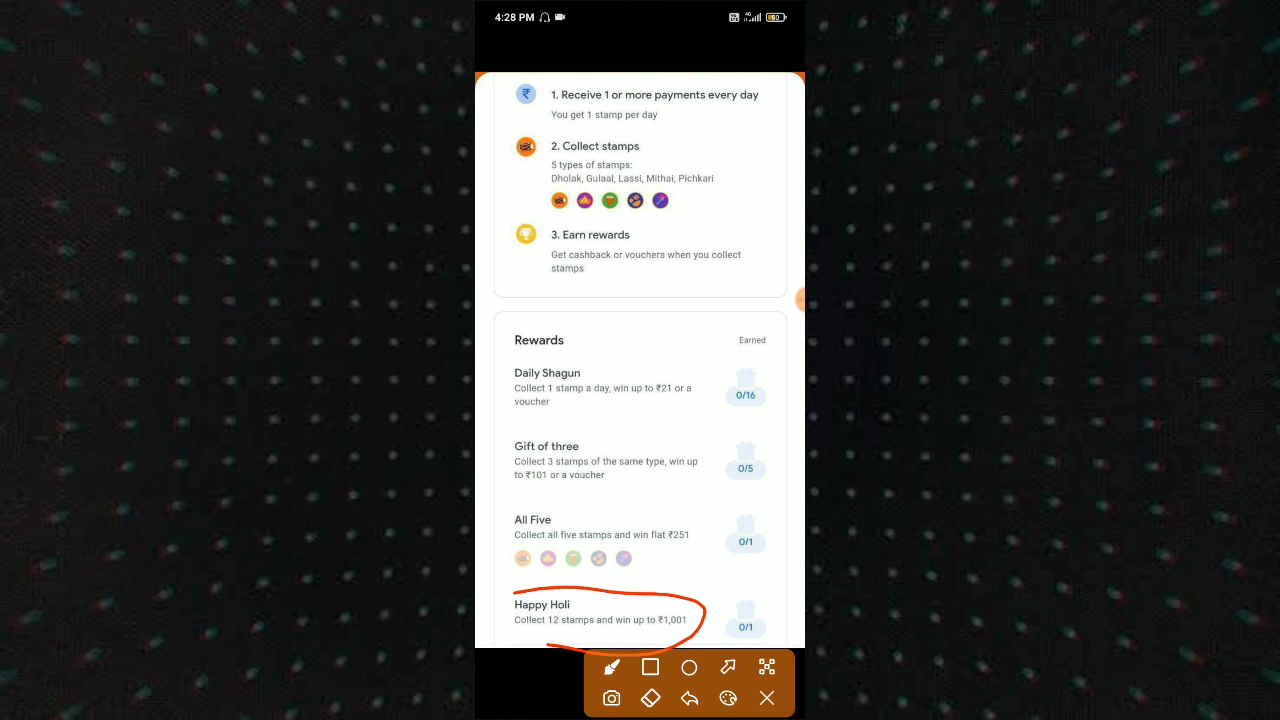 4:28 PM
4G
50
1. Receive 1 or more payments every day
You get 1 stamp per day
2. Collect stamps
5 types of stamps:
Dholak, Gulaal, Lassi, Mithai, Pichkari
3. Earn rewards
Get cashback or vouchers when you collect
stamps
Rewards
Earned
Daily Shagun
Collect 1 stamp a day, win up to ₹21 or a
voucher
0/16
Gift of three
Collect 3 stamps of the same type, win up
to ₹101 or a voucher
0/5
All Five
Collect all five stamps and win flat ₹251
0/1
Happy Holi
Collect 12 stamps and win up to ₹1,001
0/1